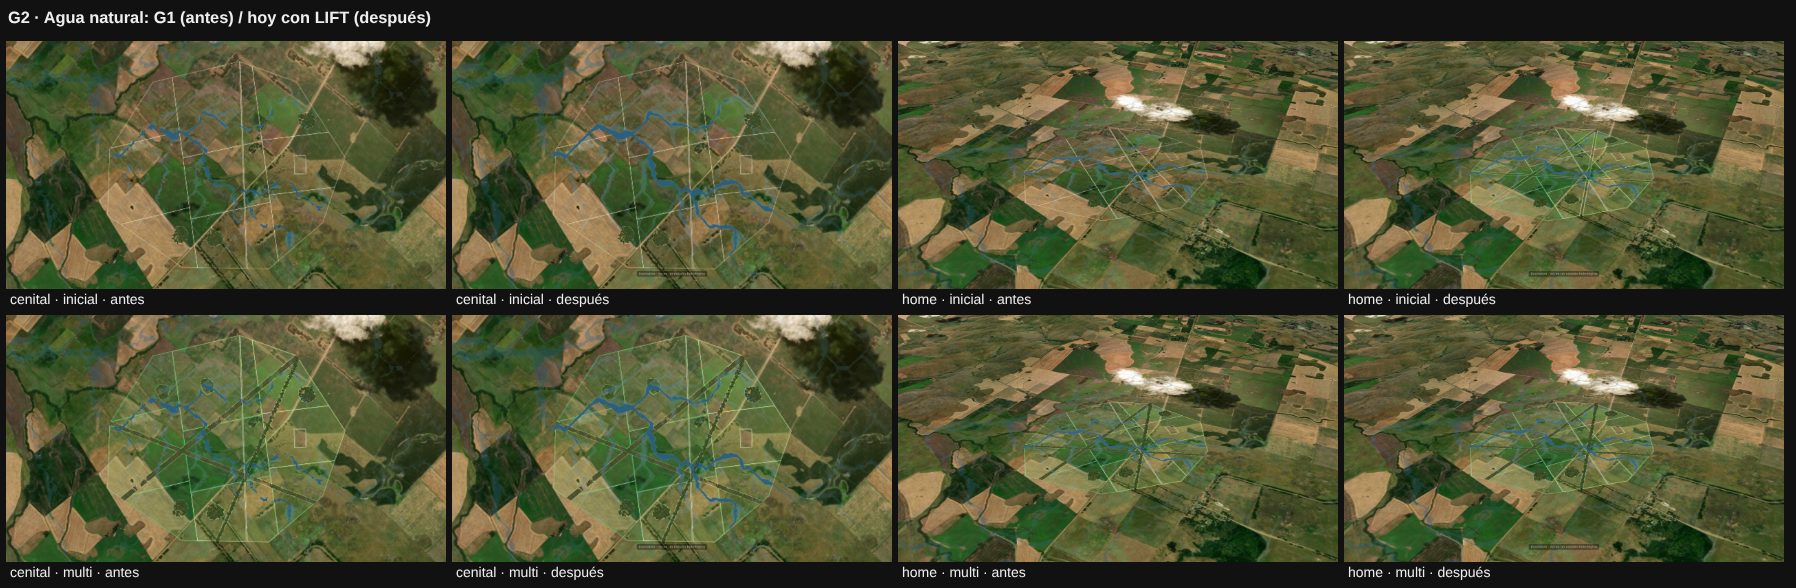 G2 · Agua natural: G1 (antes) / hoy con LIFT (después)
cenital · inicial · antes
cenital · inicial · después
home · inicial · antes
home · inicial · después
cenital · multi · antes
cenital · multi · después
home · multi · antes
home · multi · después